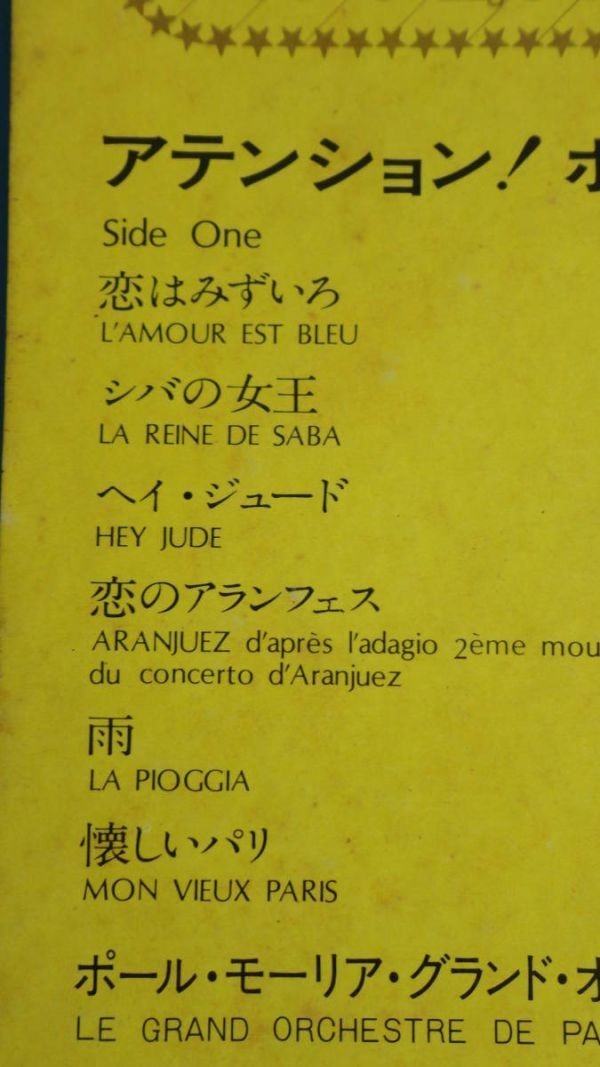 アテンション!
Side One
恋はみずいろ
L'AMOUR EST BLEU
シバの女王
LA REINE DE SABA
ヘイ・ジュード
HEY JUDE
恋のアランフェス
ARANJUEZ d'après l'adagio 2ème mou
du concerto d'Aranjuez
雨
LA PIOGGIA
懐しいパリ
MON VIEUX PARIS
ポール・モーリア・グランド・オ
LE GRAND ORCHESTRE DE PA